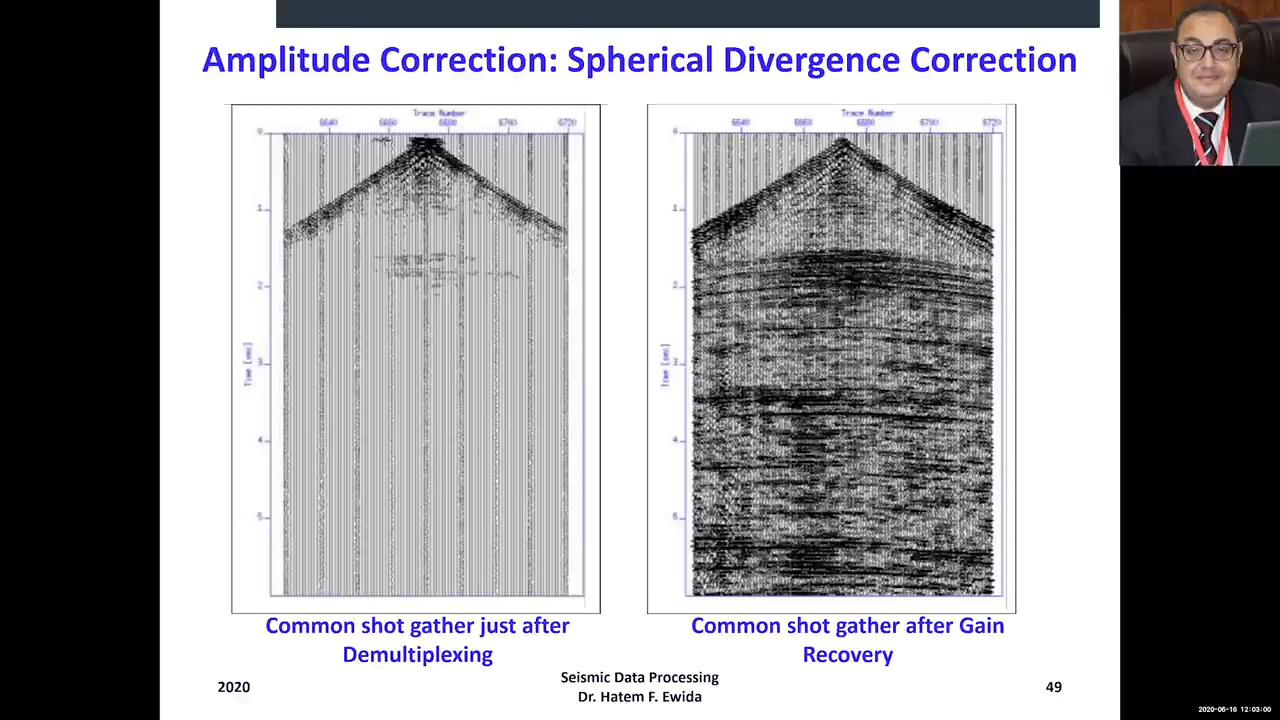 Amplitude Correction: Spherical Divergence Correction
Trace Number
6640 6660 6680 6700 6720
0
1
2
3
4
5
Time [sec]
Common shot gather just after
Demultiplexing
Trace Number
6640 6660 6680 6700 6720
0
1
2
3
4
5
Time [sec]
Common shot gather after Gain
Recovery
2020
Seismic Data Processing
Dr. Hatem F. Ewida
49
2020-06-16 12:03:00